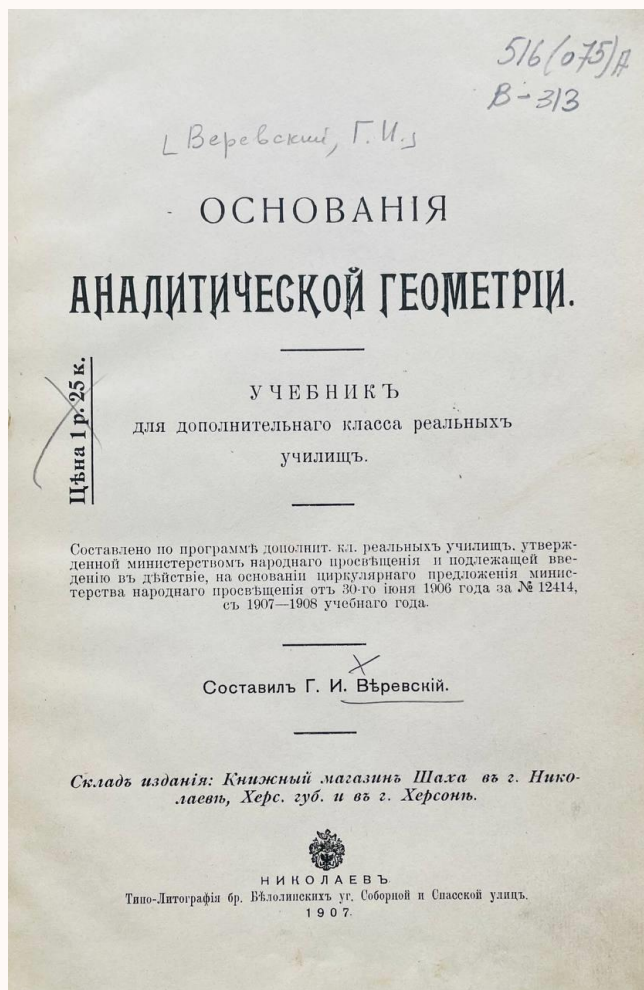 516(075)
В-313
[Веревский, Г. И.]
ОСНОВАНІЯ
АНАЛИТИЧЕСКОЙ ГЕОМЕТРІИ.
Цѣна 1 р. 25 к.
УЧЕБНИКЪ
для дополнительнаго класса реальныхъ
училищъ.
Составлено по программѣ дополнит. кл. реальныхъ училищъ, утверж-
денной министерствомъ народнаго просвѣщенія и подлежащей вве-
денію въ дѣйствіе, на основаніи циркулярнаго предложенія минис-
терства народнаго просвѣщенія отъ 30-го іюня 1906 года за № 12414,
съ 1907—1908 учебнаго года.
Составилъ Г. И. Вѣревскій.
Складъ изданія: Книжный магазинъ Шаха въ г. Нико-
лаевѣ, Херс. губ. и въ г. Херсонѣ.
НИКОЛАЕВЪ
Типо-Литографія бр. Бѣлолипскихъ уг. Соборной и Спасской улицъ.
1907.